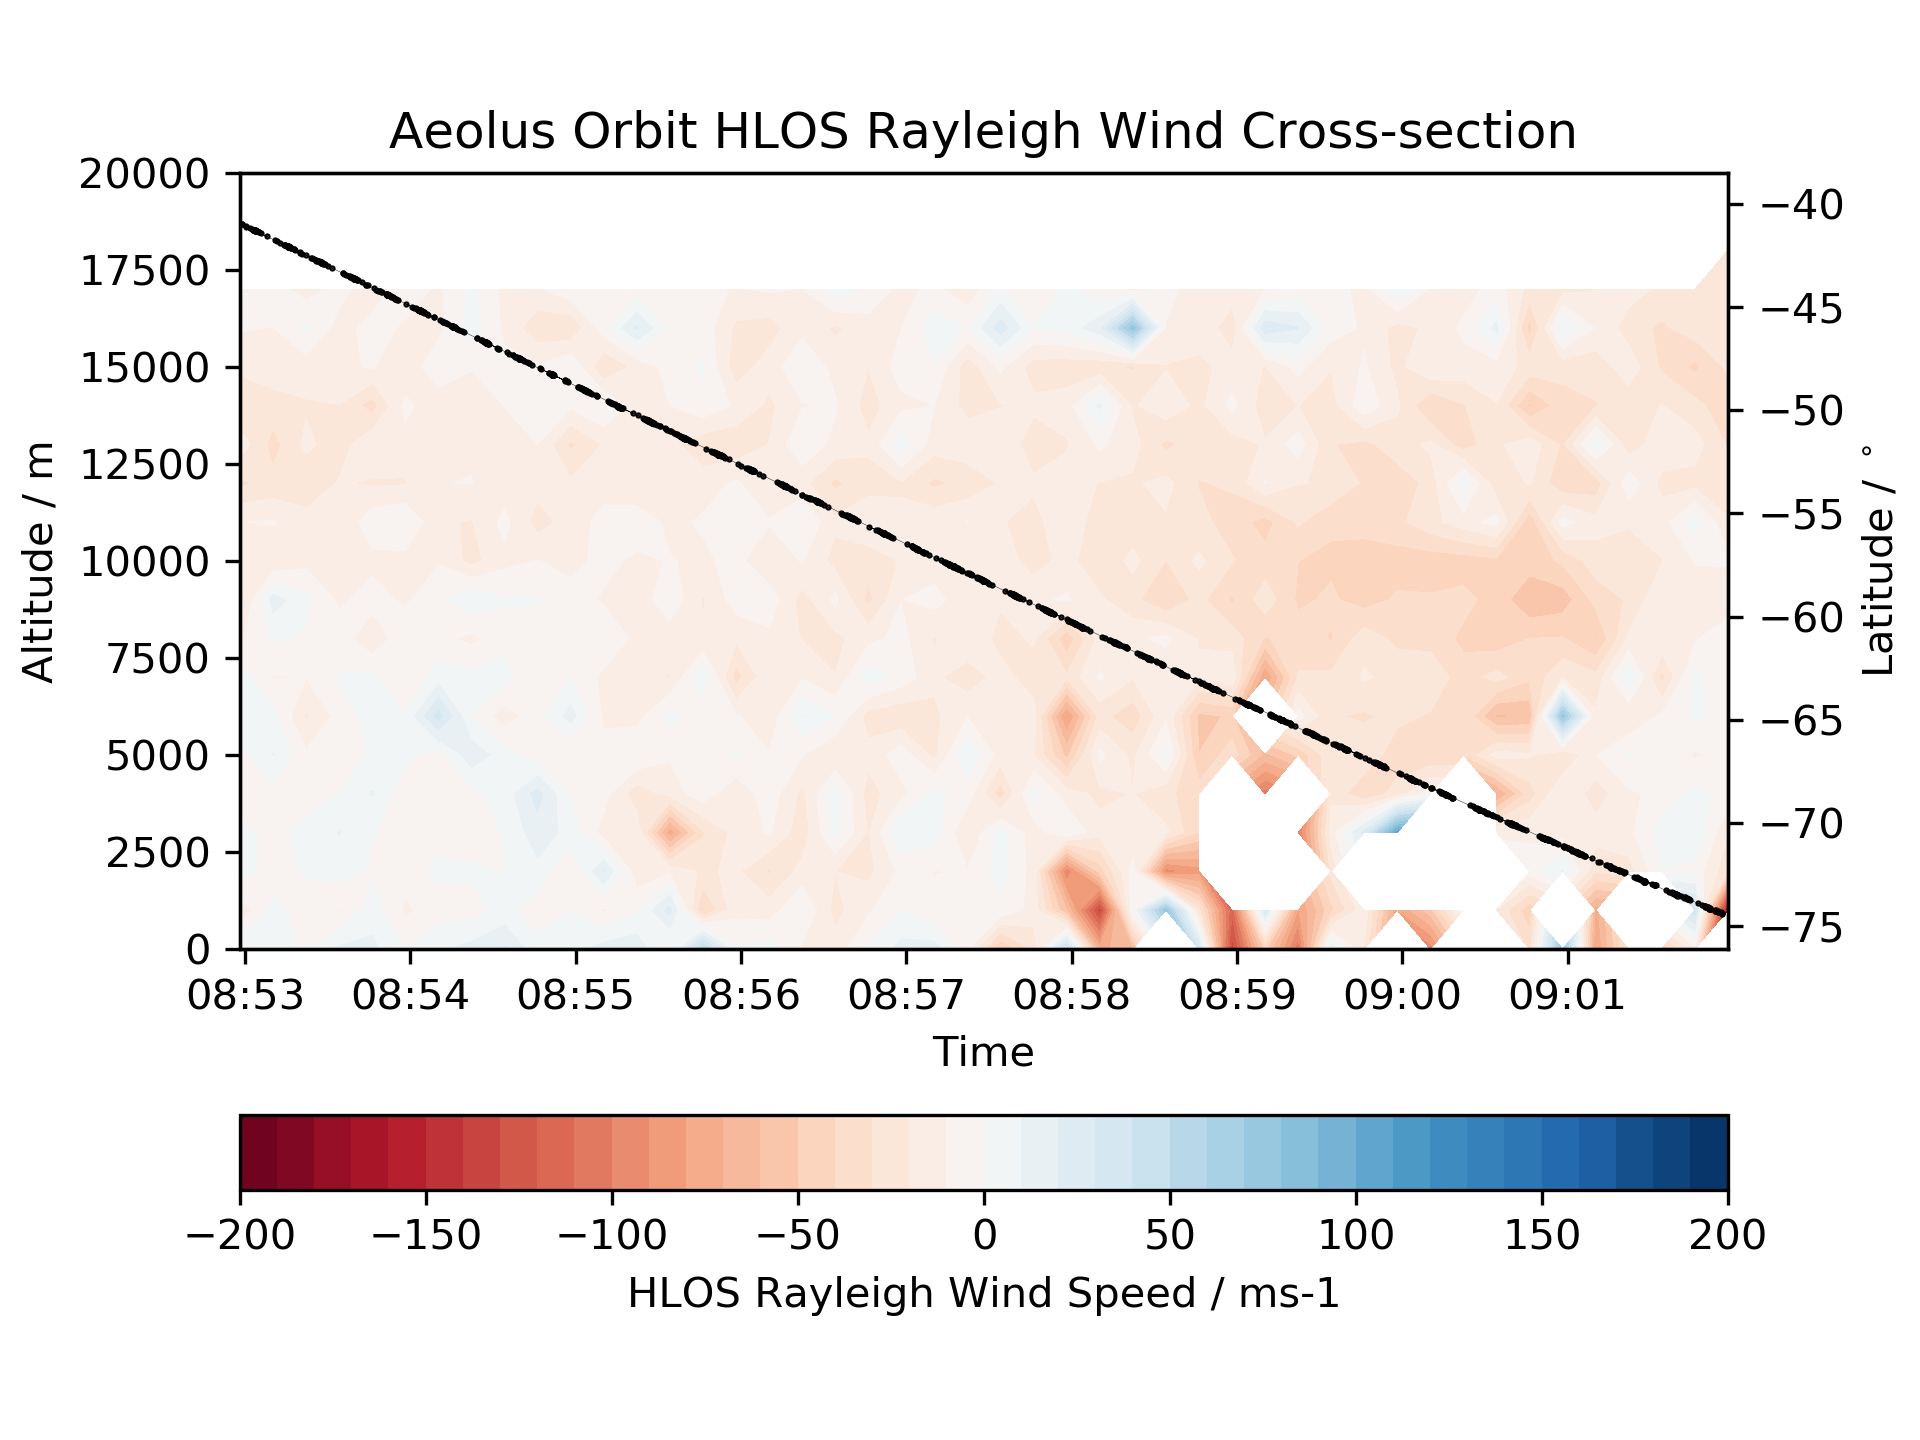 Aeolus Orbit HLOS Rayleigh Wind Cross-section
20000
17500
15000
12500
10000
7500
5000
2500
0
Altitude / m
−40
−45
−50
−55
−60
−65
−70
−75
Latitude / °
08:53 08:54 08:55 08:56 08:57 08:58 08:59 09:00 09:01
Time
−200 −150 −100 −50 0 50 100 150 200
HLOS Rayleigh Wind Speed / ms-1